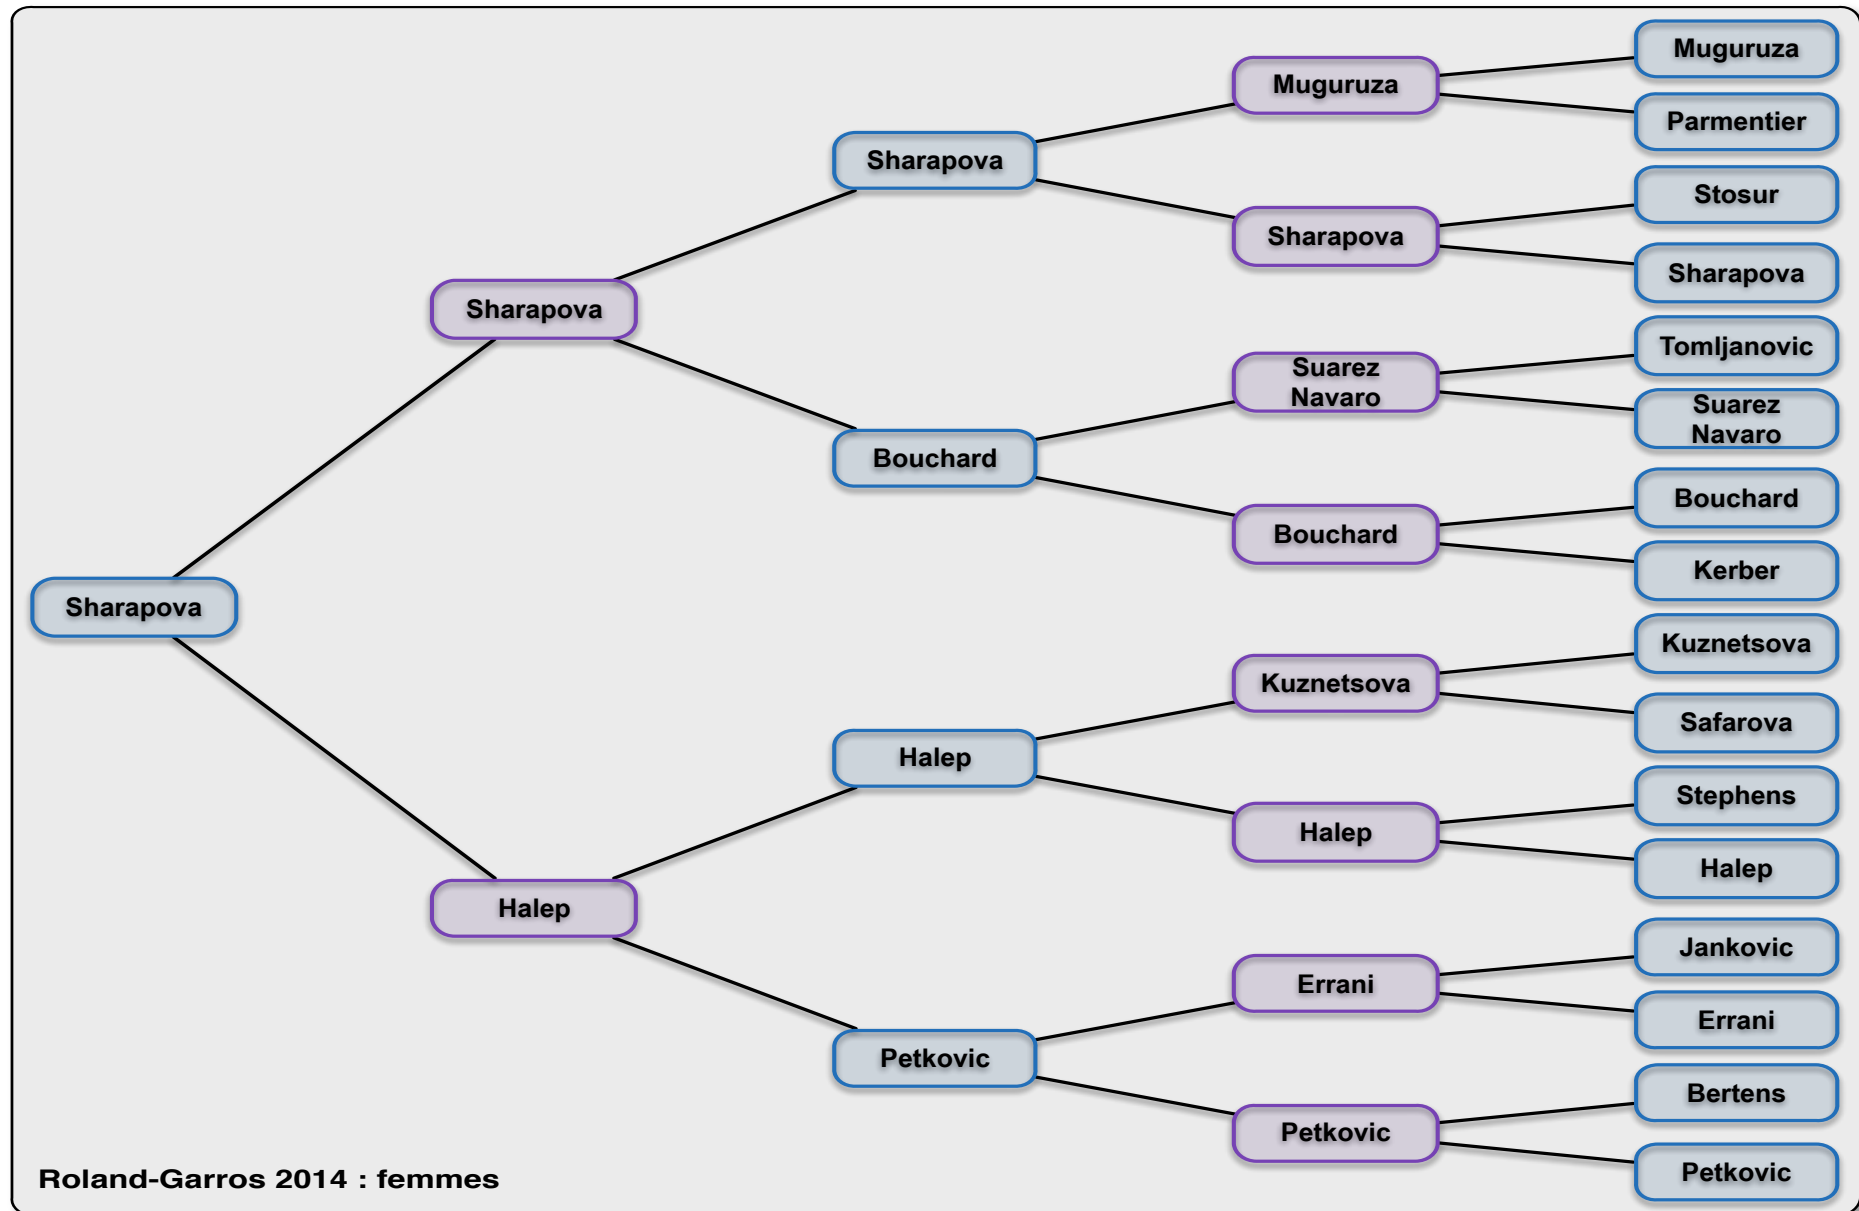 Muguruza
Muguruza
Parmentier
Sharapova
Stosur
Sharapova
Sharapova
Sharapova
Tomljanovic
Suarez
Navaro
Suarez
Navaro
Bouchard
Bouchard
Bouchard
Kerber
Sharapova
Kuznetsova
Kuznetsova
Safarova
Halep
Stephens
Halep
Halep
Halep
Jankovic
Errani
Errani
Petkovic
Bertens
Petkovic
Petkovic
Roland-Garros 2014 : femmes